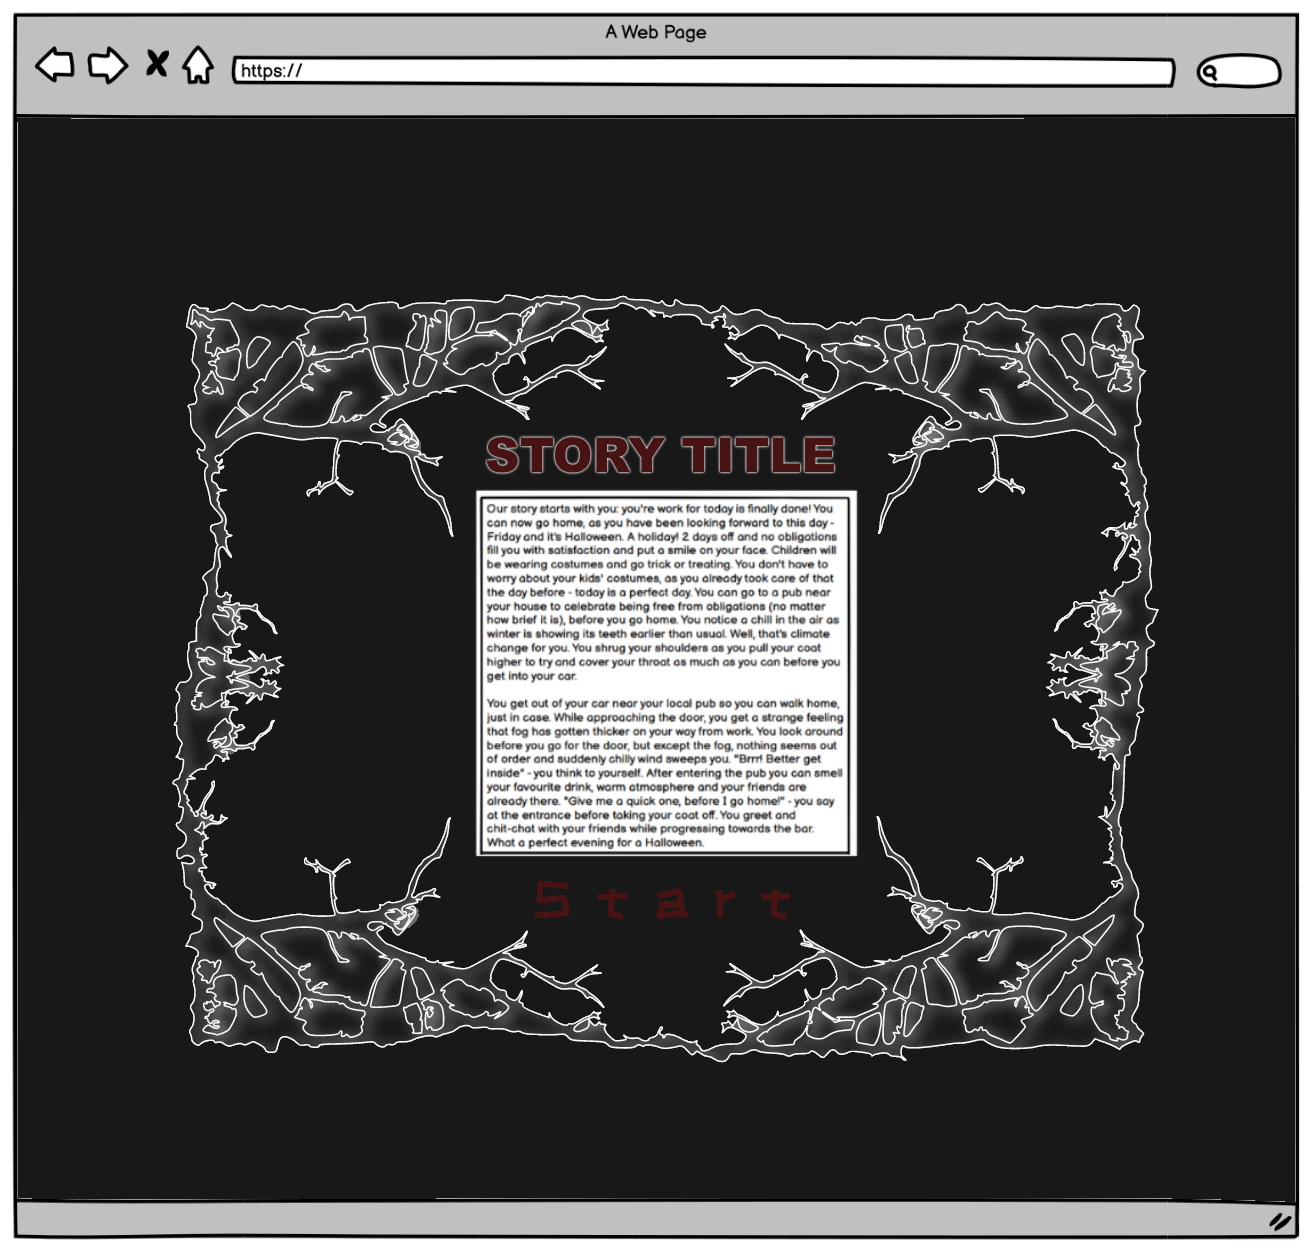 A Web Page
https://
STORY TITLE
Our story starts with you: you're work for today is finally done! You
can now go home, as you have been looking forward to this day -
Friday and it's Halloween. A holiday! 2 days off and no obligations
fill you with satisfaction and put a smile on your face. Children will
be wearing costumes and go trick or treating. You don't have to
worry about your kids' costumes, as you already took care of that
the day before - today is a perfect day. You can go to a pub near
your house to celebrate being free from obligations (no matter
how brief it is), before you go home. You notice a chill in the air as
winter is showing its teeth earlier than usual. Well, that's climate
change for you. You shrug your shoulders as you pull your coat
higher to try and cover your throat as much as you can before you
get into your car.
You get out of your car near your local pub so you can walk home,
just in case. While approaching the door, you get a strange feeling
that fog has gotten thicker on your way from work. You look around
before you go for the door, but except the fog, nothing seems out
of order and suddenly chilly wind sweeps you. "Brrr! Better get
inside" - you think to yourself. After entering the pub you can smell
your favourite drink, warm atmosphere and your friends are
already there. "Give me a quick one, before I go home!" - you say
at the entrance before taking your coat off. You greet and
chit-chat with your friends while progressing towards the bar.
What a perfect evening for a Halloween.
Start